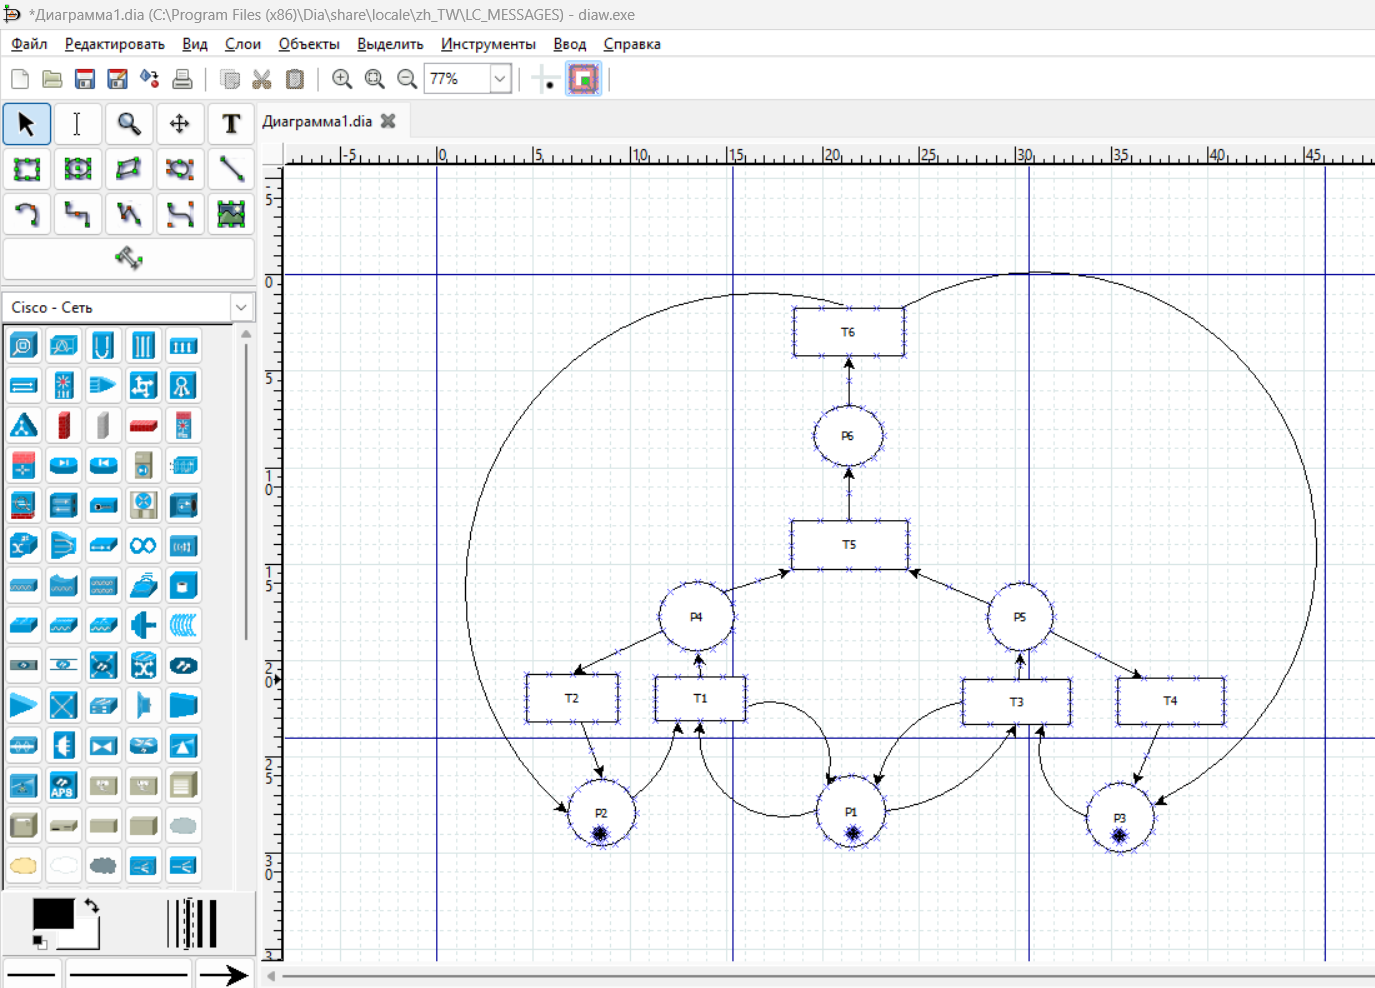 *Диаграмма1.dia (C:\Program Files (x86)\Dia\share\locale\zh_TW\LC_MESSAGES) - diaw.exe
Файл Редактировать Вид Слои Объекты Выделить Инструменты Ввод Справка
77%
T
Диаграмма1.dia
-5 0 5 10 15 20 25 30 35 40 45
5
0
5
10
15
20
25
30
3
Cisco - Сеть
APS
T6
P6
T5
P4 P5
T2 T1 T3 T4
P2 P1 P3